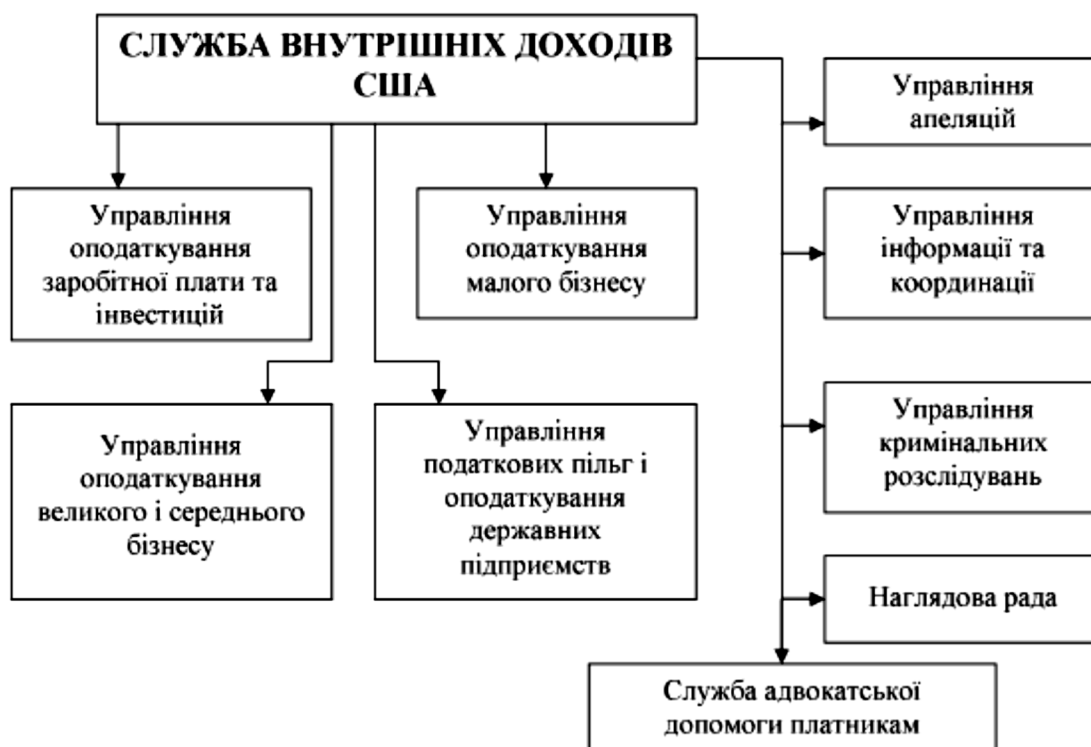 СЛУЖБА ВНУТРІШНІХ ДОХОДІВ
США
Управління
оподаткування
заробітної плати та
інвестицій
Управління
оподаткування
малого бізнесу
Управління
оподаткування
великого і середнього
бізнесу
Управління
податкових пільг і
оподаткування
державних
підприємств
Управління
апеляцій
Управління
інформації та
координації
Управління
кримінальних
розслідувань
Наглядова рада
Служба адвокатської
допомоги платникам